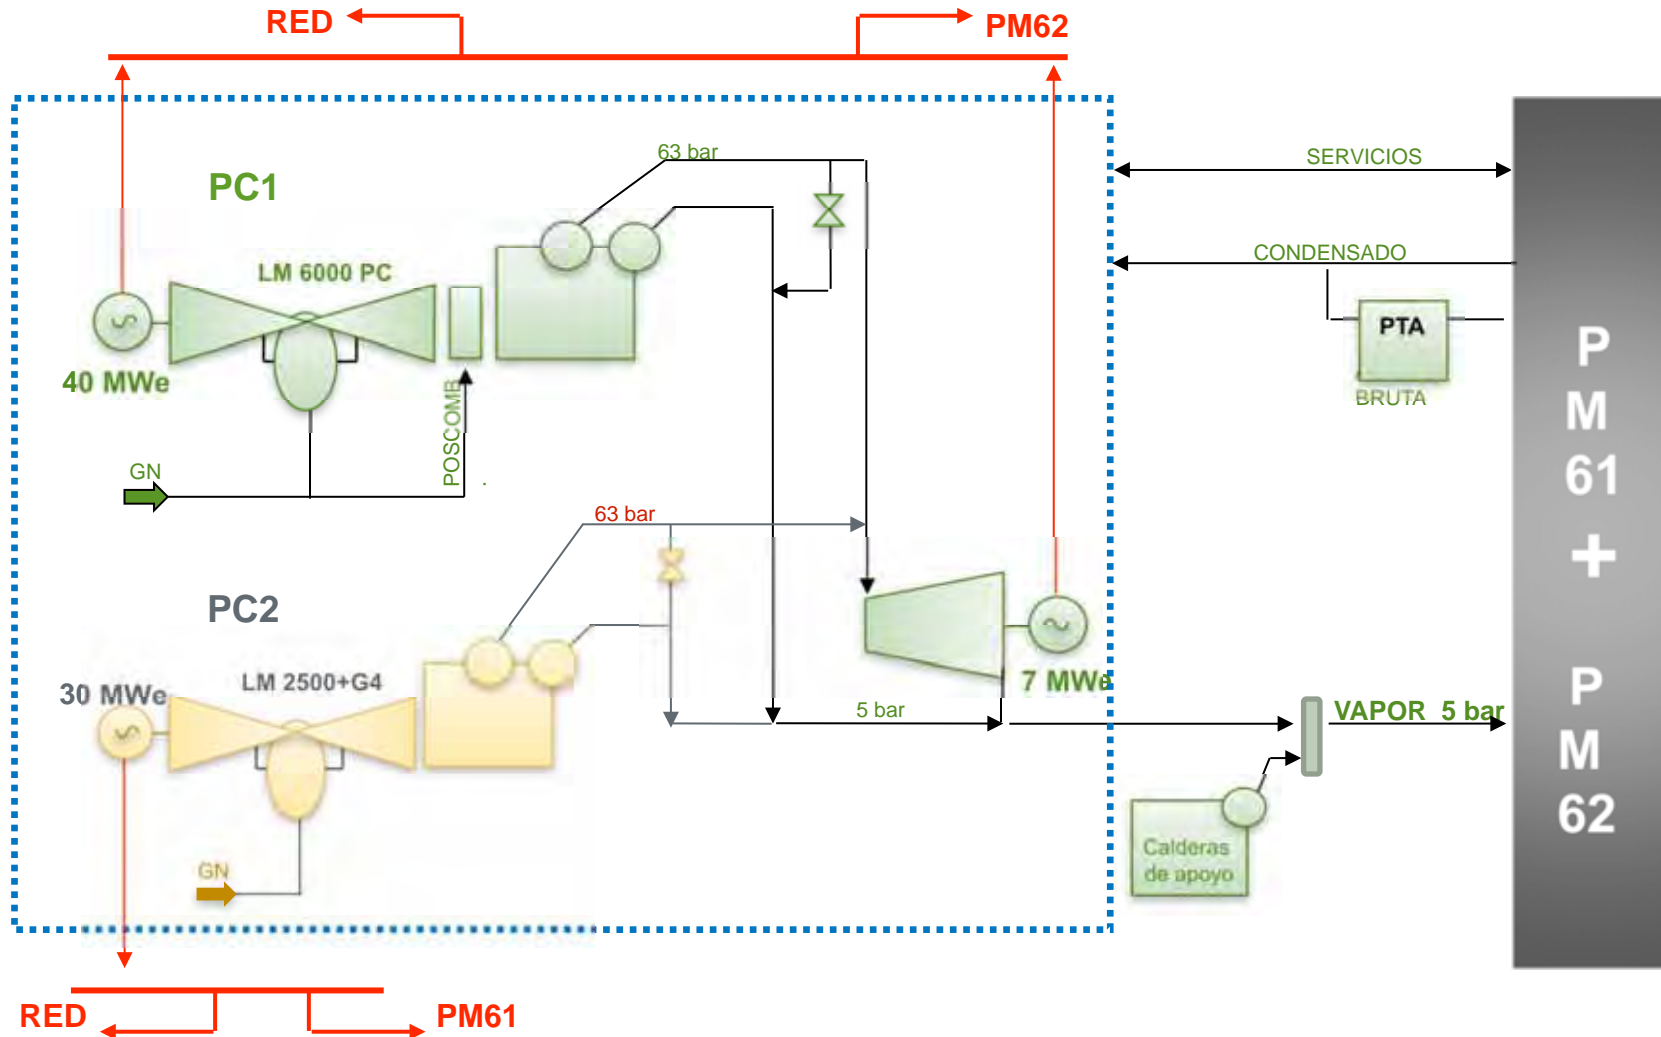 RED
PM62
63 bar
SERVICIOS
PC1
CONDENSADO
LM 6000 PC
PTA
40 MWe
BRUTA
POSCOMB
GN
.
63 bar
PC2
LM 2500+G4
30 MWe
7 MWe
5 bar
VAPOR 5 bar
Calderas
de apoyo
GN
P
M
61
+
P
M
62
RED
PM61